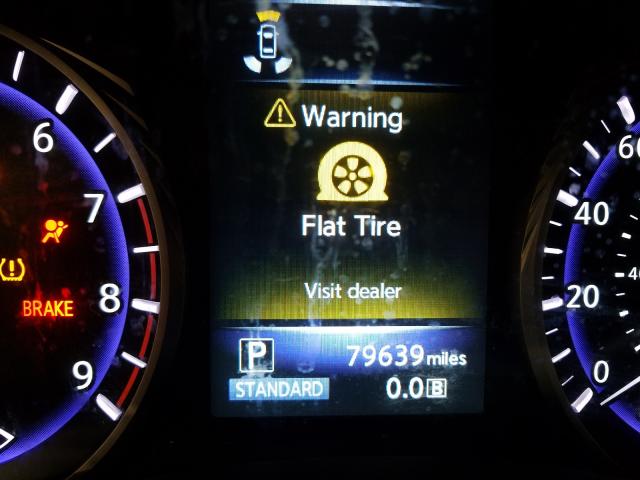 Warning
Flat Tire
Visit dealer
P 79639 miles
STANDARD 0.0 B
6
7
8
9
BRAKE
60
40
40
20
0